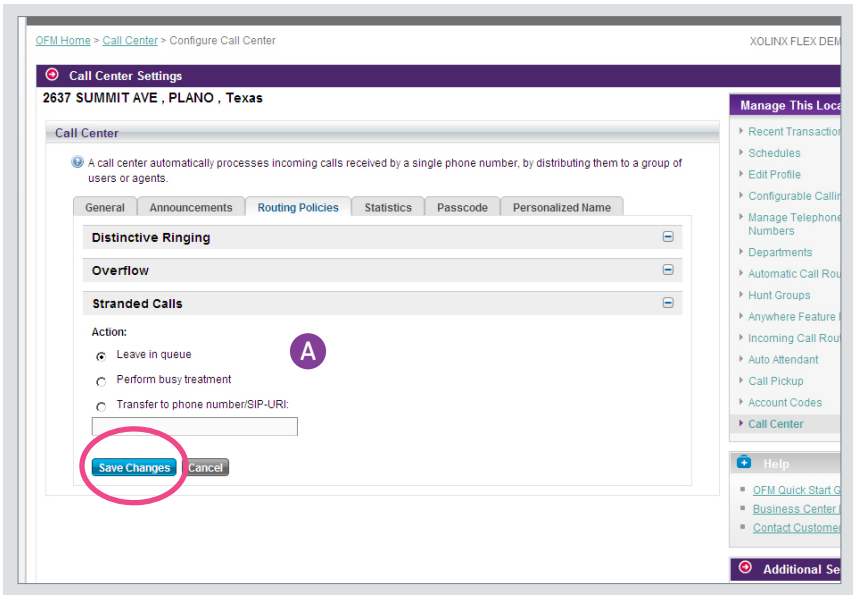 OFM Home > Call Center > Configure Call Center
XOLINX FLEX DEM
Call Center Settings
2637 SUMMIT AVE , PLANO , Texas
Call Center
A call center automatically processes incoming calls received by a single phone number, by distributing them to a group of
users or agents.
General Announcements Routing Policies Statistics Passcode Personalized Name
Distinctive Ringing
Overflow
Stranded Calls
Action:
Leave in queue
Perform busy treatment
Transfer to phone number/SIP-URI:
A
Save Changes Cancel
Manage This Loca
Recent Transaction
Schedules
Edit Profile
Configurable Callin
Manage Telephone
Numbers
Departments
Automatic Call Rou
Hunt Groups
Anywhere Feature
Incoming Call Rout
Auto Attendant
Call Pickup
Account Codes
Call Center
Help
OFM Quick Start G
Business Center
Contact Customer
Additional Se